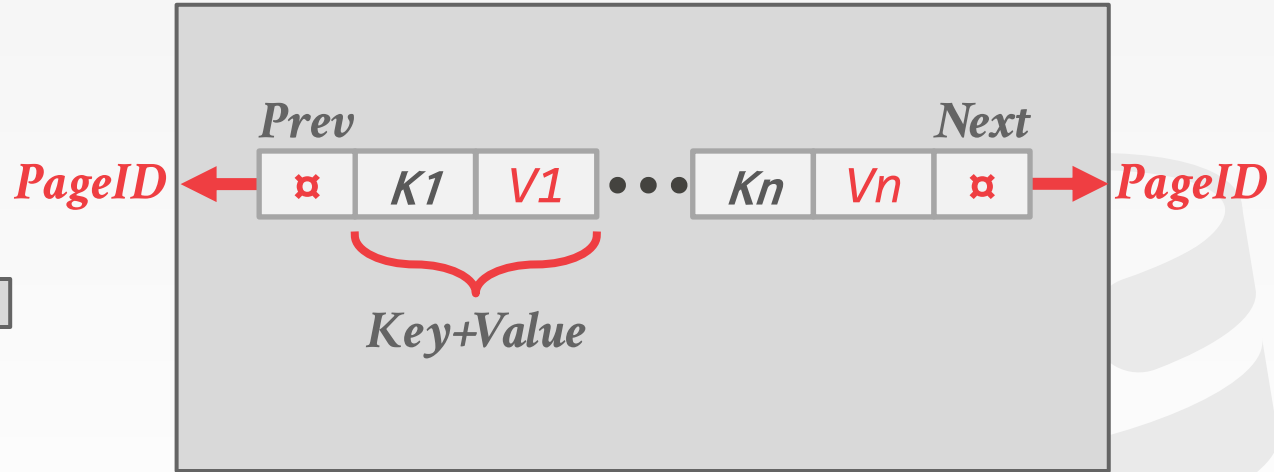 Prev Next
PageID ¤ K1 V1 ••• Kn Vn ¤ PageID
Key+Value